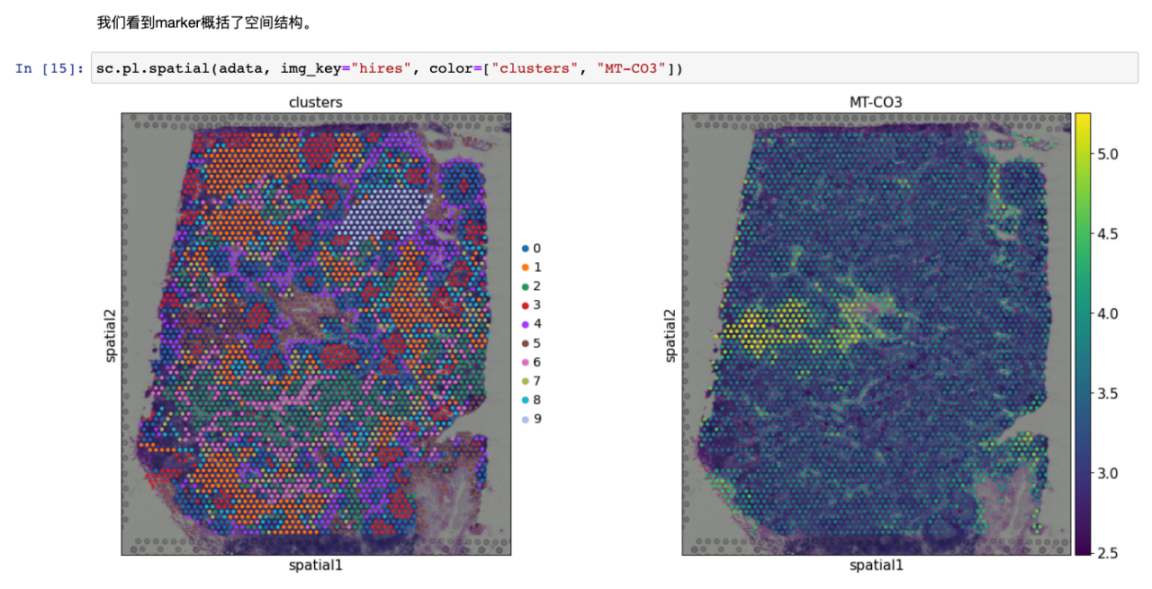 我们看到marker概括了空间结构。
In [15]: sc.pl.spatial(adata, img_key="hires", color=["clusters", "MT-CO3"])
clusters
MT-CO3
spatial2
spatial1
0
1
2
3
4
5
6
7
8
9
spatial2
spatial1
5.0
4.5
4.0
3.5
3.0
2.5